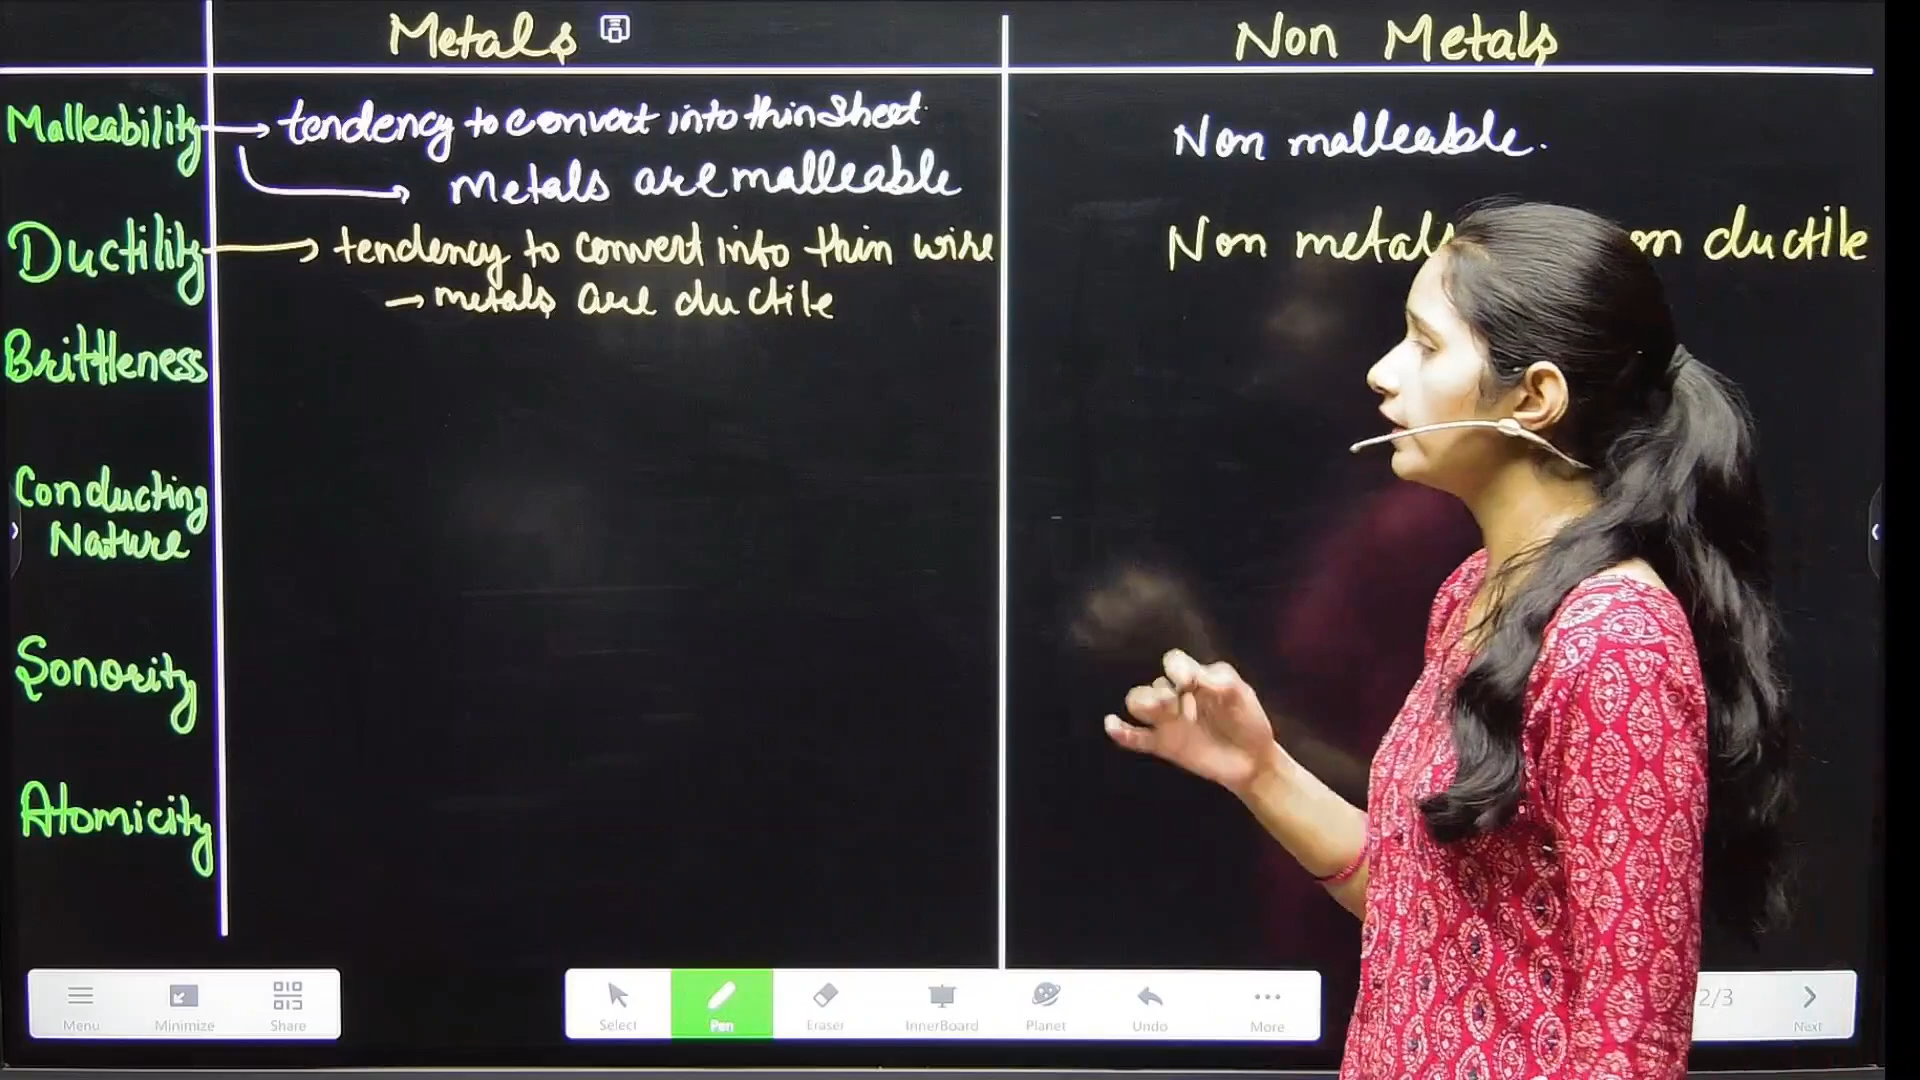 Metals
Non Metals
Malleability
tendency to convert into thin Sheet.
Metals are malleable
Non malleable.
Ductility
tendency to convert into thin wire
metals are ductile
Non metals ductile
Brittleness
Conducting
Nature
Sonority
Atomicity
Menu
Minimize
Share
Select
Pen
Eraser
InnerBoard
Planet
Undo
More
2/3
Next